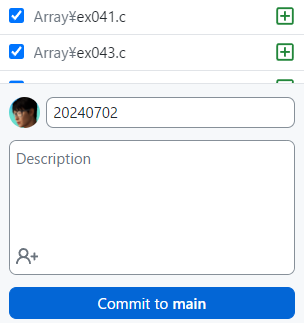 Array¥ex041.c
Array¥ex043.c
20240702
Description
Commit to main